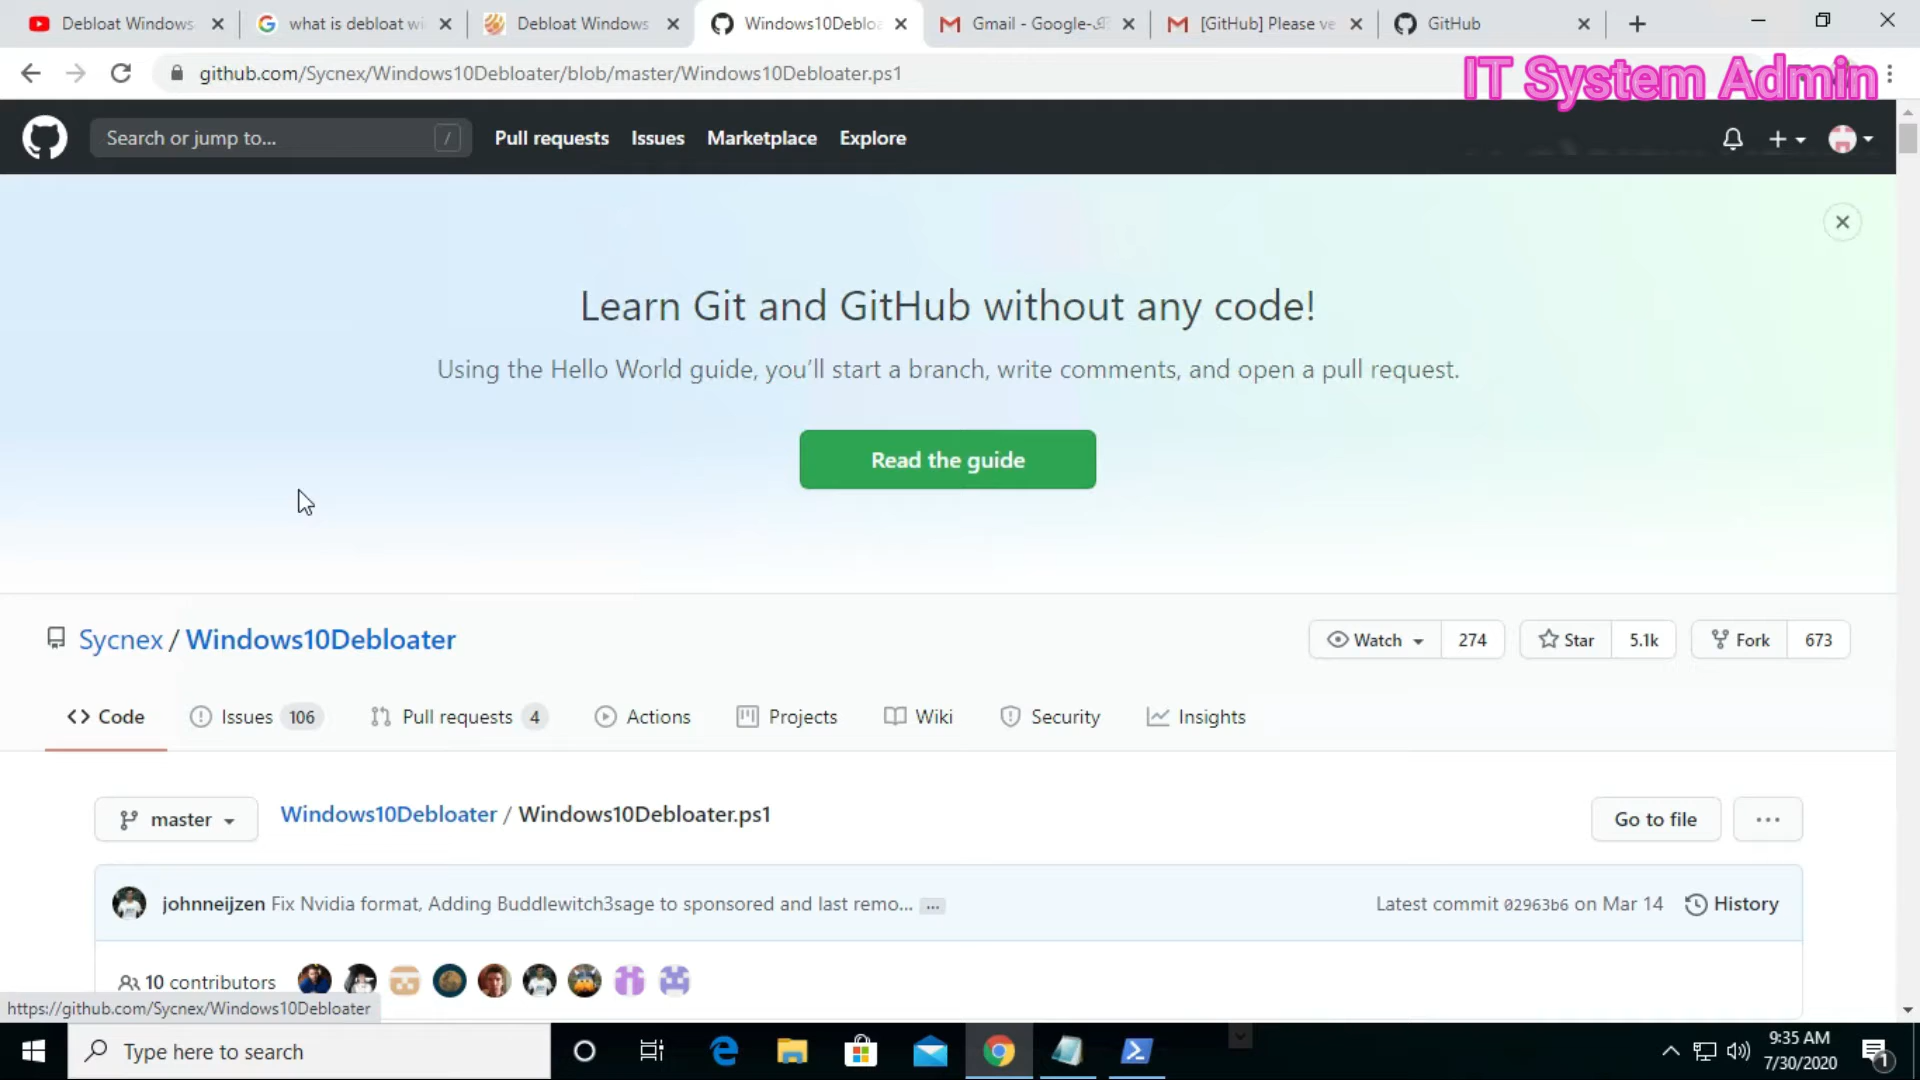 Debloat Windows
what is debloat wi
Debloat Windows
Windows10Debloa
Gmail - Google-
[GitHub] Please ve
GitHub
github.com/Sycnex/Windows10Debloater/blob/master/Windows10Debloater.ps1
IT System Admin
Search or jump to...
/
Pull requests
Issues
Marketplace
Explore
Learn Git and GitHub without any code!
Using the Hello World guide, you’ll start a branch, write comments, and open a pull request.
Read the guide
Sycnex / Windows10Debloater
Watch 274
Star 5.1k
Fork 673
Code
Issues 106
Pull requests 4
Actions
Projects
Wiki
Security
Insights
master
Windows10Debloater / Windows10Debloater.ps1
Go to file
...
johnneijzen Fix Nvidia format, Adding Buddlewitch3sage to sponsored and last remo... ...
Latest commit 02963b6 on Mar 14
History
10 contributors
https://github.com/Sycnex/Windows10Debloater
Type here to search
9:35 AM
7/30/2020
1